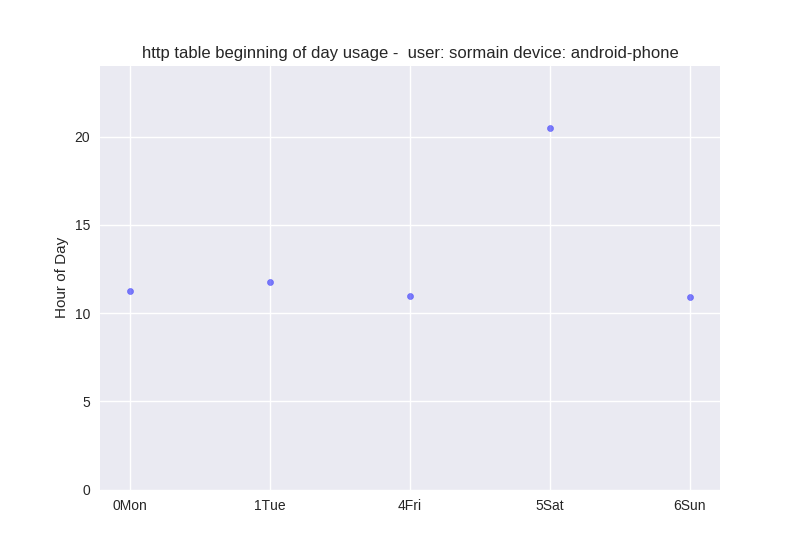 http table beginning of day usage -  user: sormain device: android-phone
20
15
10
5
0
Hour of Day
0Mon 1Tue 4Fri 5Sat 6Sun